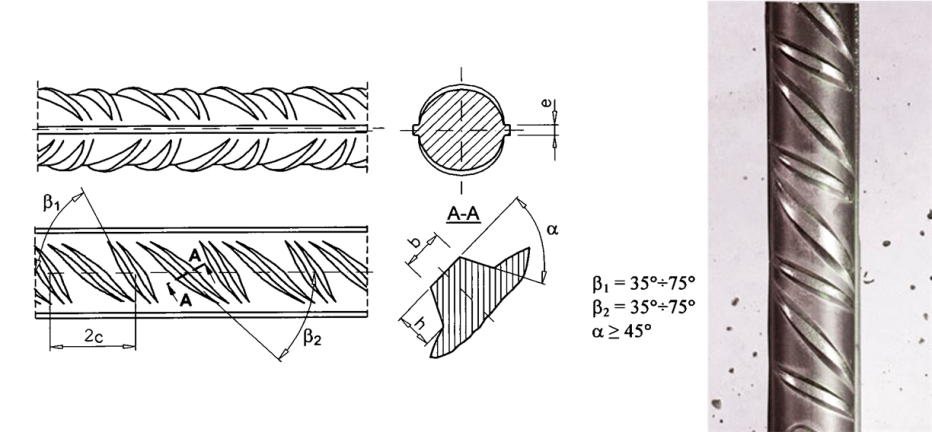 e
β₁
A-A
b
α
A
A
h
β₂
2c
β₁ = 35°÷75°
β₂ = 35°÷75°
α ≥ 45°